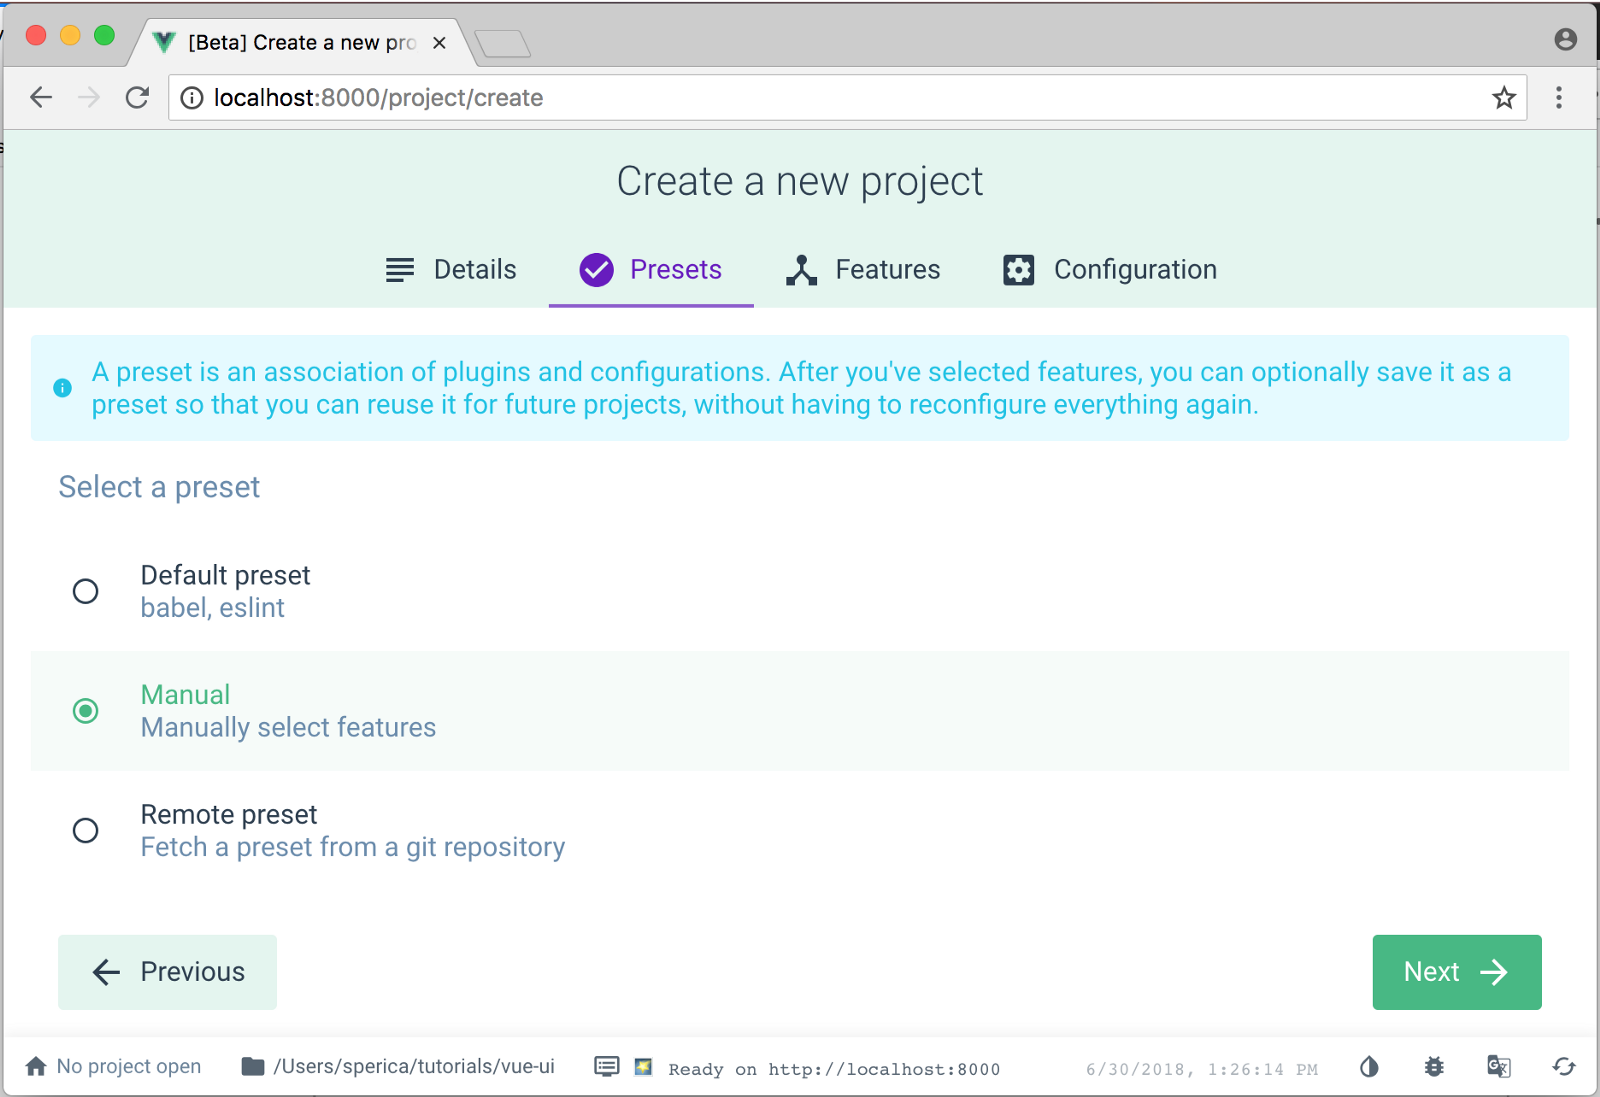 [Beta] Create a new pro
localhost:8000/project/create
Create a new project
Details Presets Features Configuration
A preset is an association of plugins and configurations. After you've selected features, you can optionally save it as a
preset so that you can reuse it for future projects, without having to reconfigure everything again.
Select a preset
Default preset
babel, eslint
Manual
Manually select features
Remote preset
Fetch a preset from a git repository
Previous Next
No project open /Users/sperica/tutorials/vue-ui Ready on http://localhost:8000 6/30/2018, 1:26:14 PM